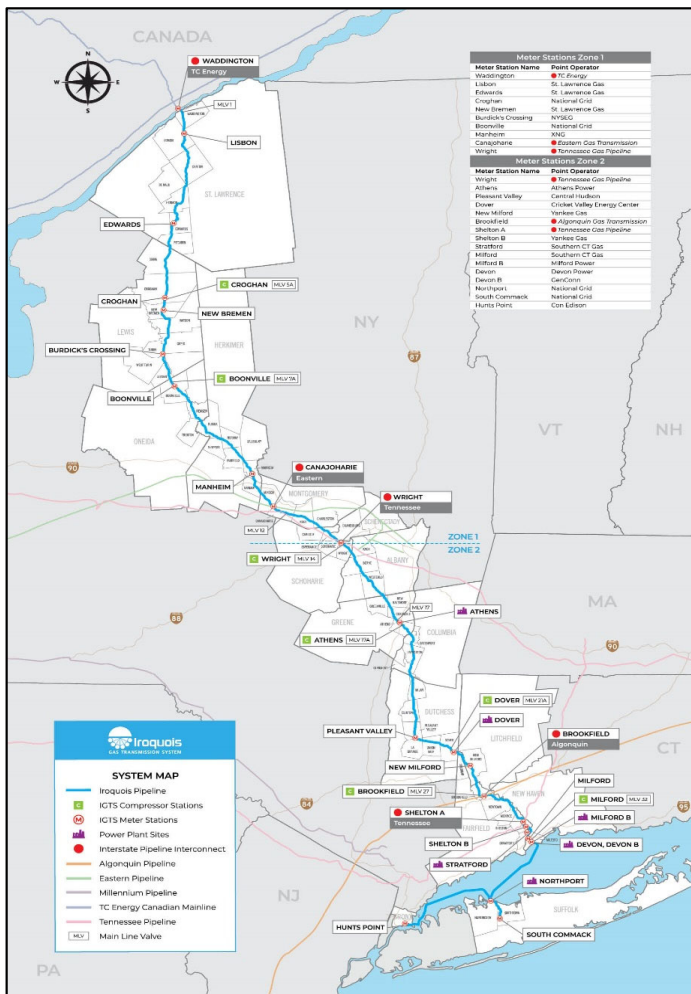 CANADA
N
W E
S
WADDINGTON
TC Energy
MLV 1
LISBON
ST. LAWRENCE
EDWARDS
C CROGHAN MLV 5A
CROGHAN
NEW BREMEN
LEWIS
HERKIMER
BURDICK'S CROSSING
C BOONVILLE MLV 7A
BOONVILLE
ONEIDA
NY
87
VT
NH
90
CANAJOHARIE
Eastern
MANHEIM
MONTGOMERY
WRIGHT
Tennessee
SCHENECTADY
MLV 12
ZONE 1
ZONE 2
C WRIGHT MLV 14
ALBANY
SCHOHARIE
MA
MLV 17
ATHENS
GREENE
88
C ATHENS MLV 17A
COLUMBIA
90
DUTCHESS
C DOVER MLV 21A
DOVER
LITCHFIELD
PLEASANT VALLEY
BROOKFIELD
Algonquin
CT
NEW MILFORD
MILFORD
84
C BROOKFIELD MLV 27
NEW HAVEN
C MILFORD MLV 33
95
SHELTON A
Tennessee
MILFORD B
FAIRFIELD
SHELTON B
DEVON, DEVON B
STRATFORD
NORTHPORT
NJ
BRONX
SUFFOLK
HUNTS POINT
SOUTH COMMACK
PA
Meter Stations Zone 1
Meter Station Name Point Operator
Waddington TC Energy
Lisbon St. Lawrence Gas
Edwards St. Lawrence Gas
Croghan National Grid
New Bremen St. Lawrence Gas
Burdick's Crossing NYSEG
Boonville National Grid
Manheim XNG
Canajoharie Eastern Gas Transmission
Wright Tennessee Gas Pipeline
Meter Stations Zone 2
Meter Station Name Point Operator
Wright Tennessee Gas Pipeline
Athens Athens Power
Pleasant Valley Central Hudson
Dover Cricket Valley Energy Center
New Milford Yankee Gas
Brookfield Algonquin Gas Transmission
Shelton A Tennessee Gas Pipeline
Shelton B Yankee Gas
Stratford Southern CT Gas
Milford Southern CT Gas
Milford B Milford Power
Devon Devon Power
Devon B GenConn
Northport National Grid
South Commack National Grid
Hunts Point Con Edison
Iroquois
GAS TRANSMISSION SYSTEM
SYSTEM MAP
Iroquois Pipeline
C IGTS Compressor Stations
M IGTS Meter Stations
Power Plant Sites
Interstate Pipeline Interconnect
Algonquin Pipeline
Eastern Pipeline
Millennium Pipeline
TC Energy Canadian Mainline
Tennessee Pipeline
MLV Main Line Valve